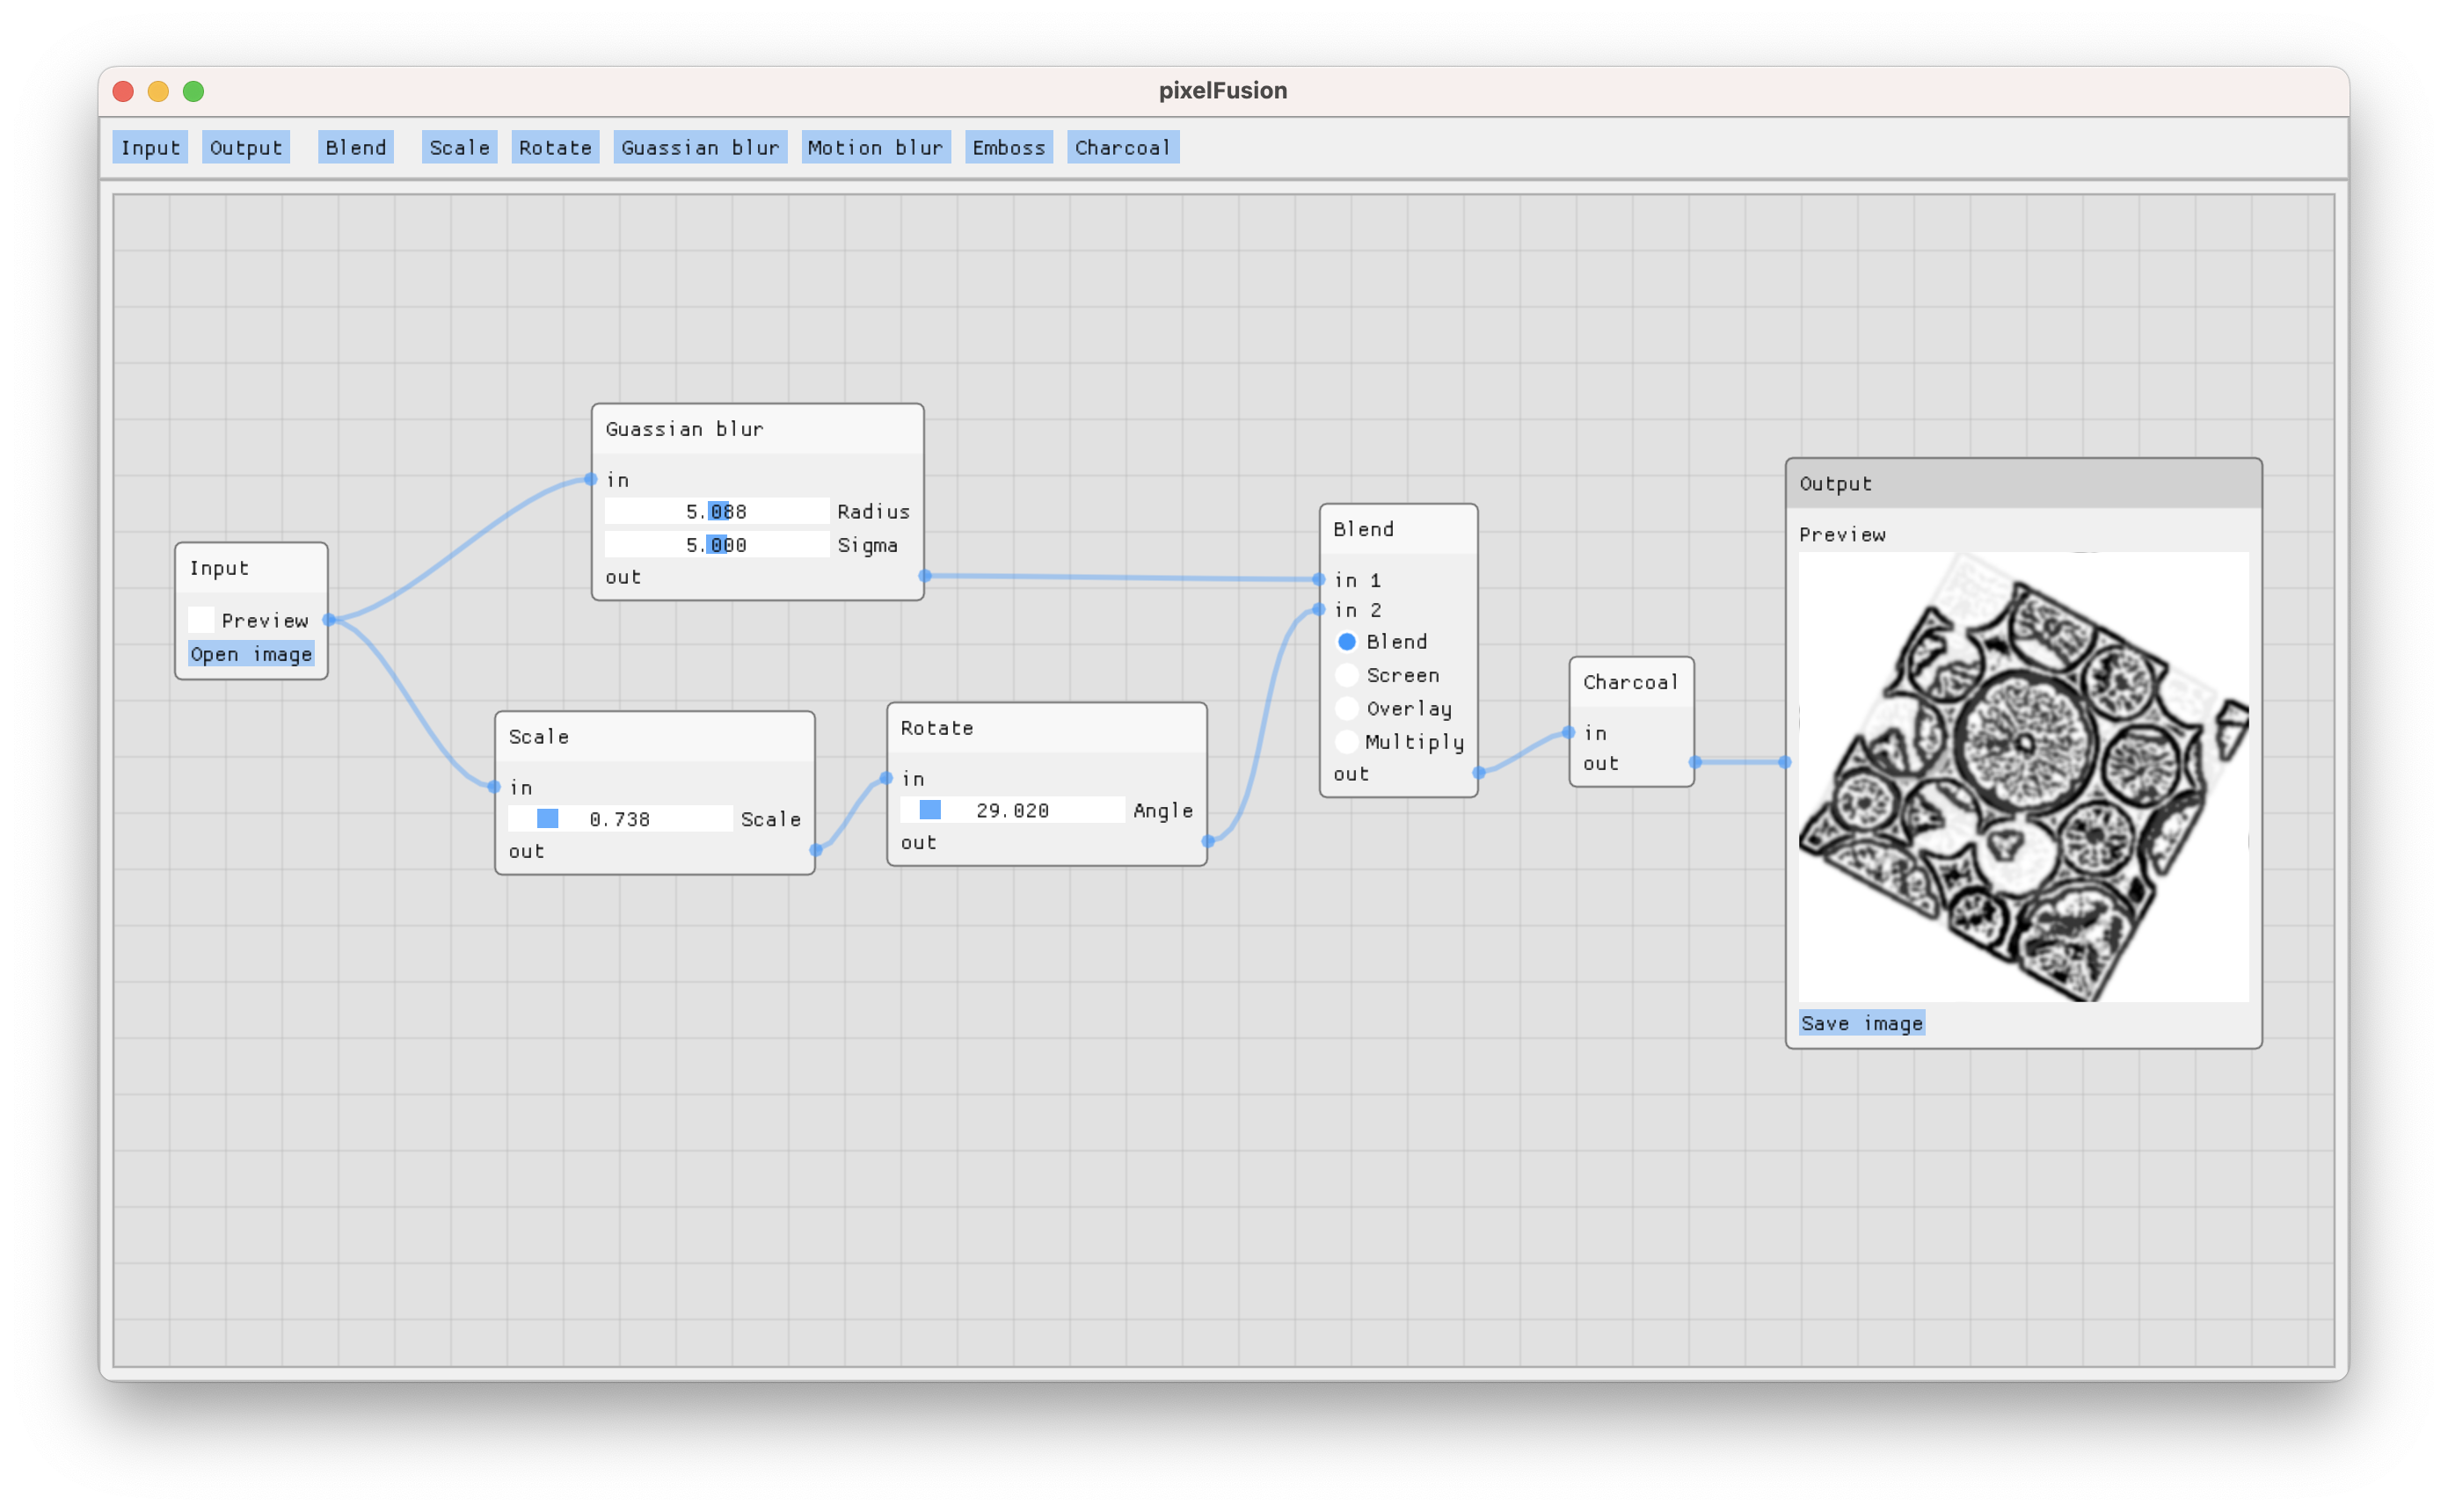 pixelFusion
Input Output Blend Scale Rotate Guassian blur Motion blur Emboss Charcoal
Guassian blur
in
5.088 Radius
5.000 Sigma
out
Input
Preview
Open image
Scale
in
0.738 Scale
out
Rotate
in
29.020 Angle
out
Blend
in 1
in 2
Blend
Screen
Overlay
Multiply
out
Charcoal
in
out
Output
Preview
Save image